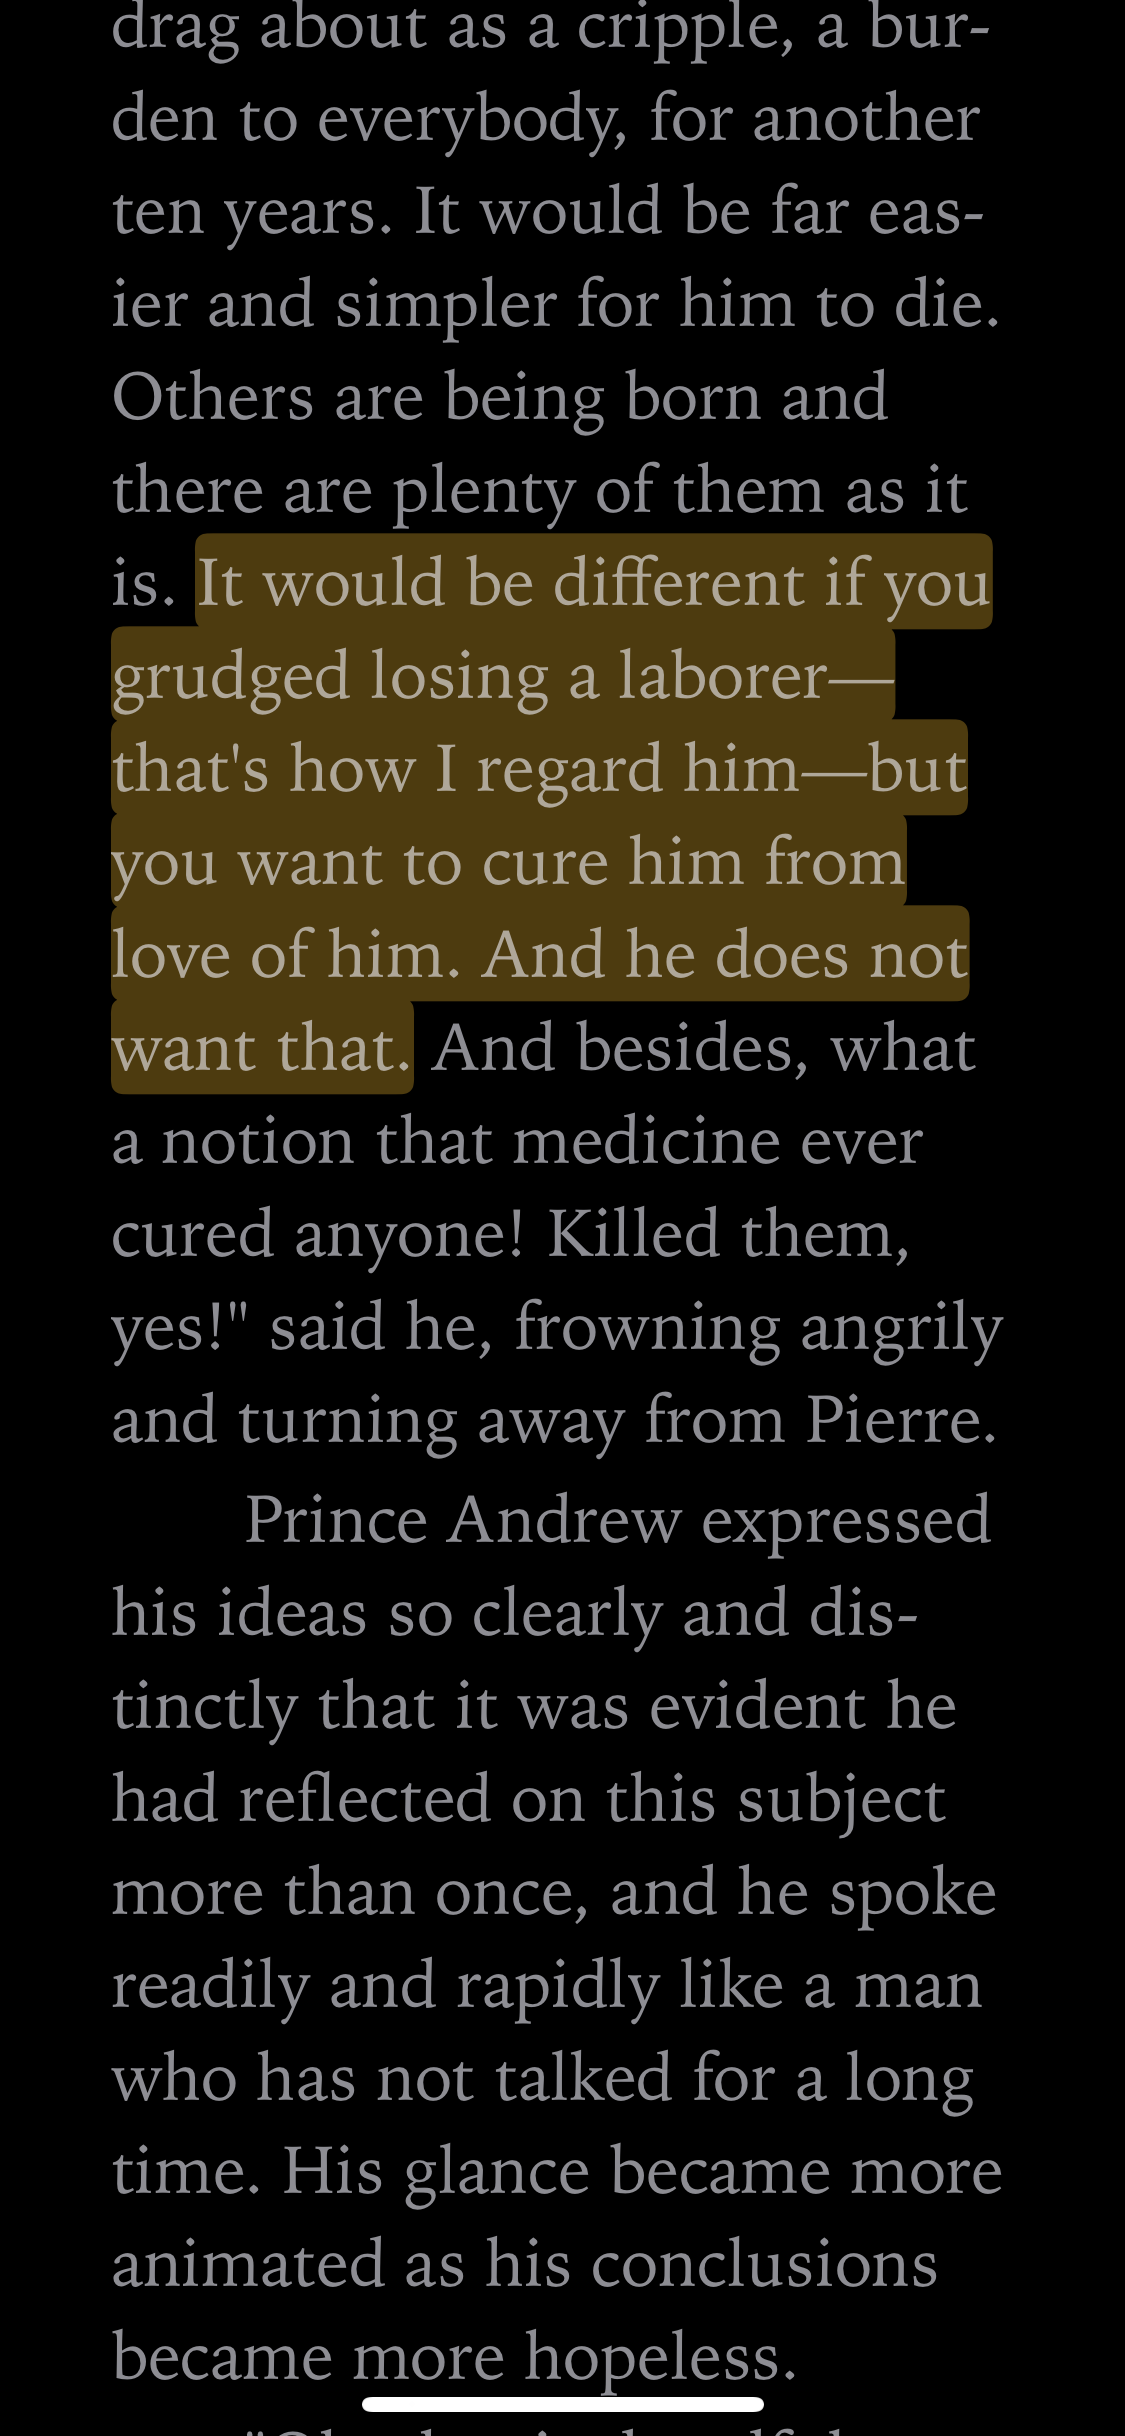 drag about as a cripple, a bur-
den to everybody, for another
ten years. It would be far eas-
ier and simpler for him to die.
Others are being born and
there are plenty of them as it
is. It would be different if you
grudged losing a laborer—
that's how I regard him—but
you want to cure him from
love of him. And he does not
want that. And besides, what
a notion that medicine ever
cured anyone! Killed them,
yes!" said he, frowning angrily
and turning away from Pierre.
Prince Andrew expressed
his ideas so clearly and dis-
tinctly that it was evident he
had reflected on this subject
more than once, and he spoke
readily and rapidly like a man
who has not talked for a long
time. His glance became more
animated as his conclusions
became more hopeless.